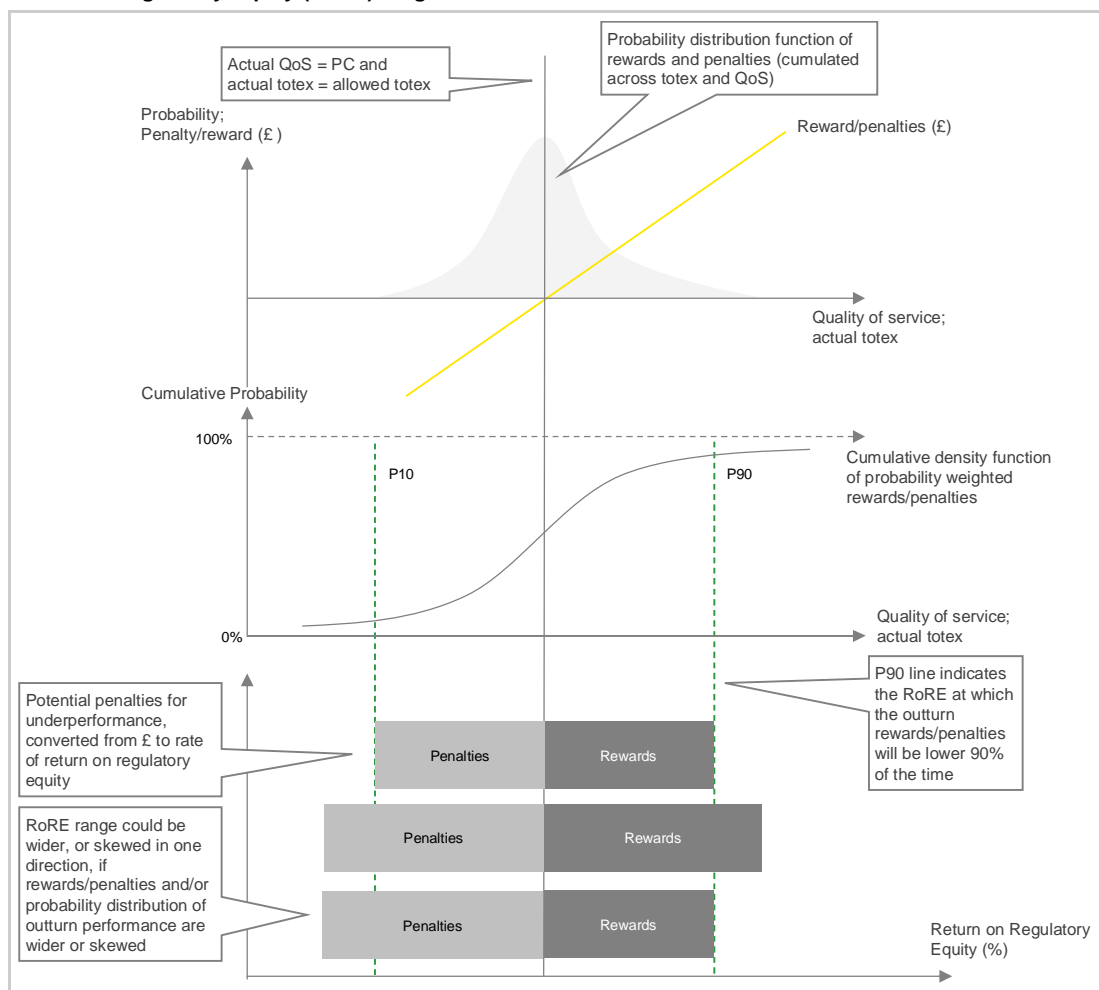 Actual QoS = PC and
actual totex = allowed totex
Probability distribution function of
rewards and penalties (cumulated
across totex and QoS)
Probability;
Penalty/reward (£ )
Reward/penalties (£)
Quality of service;
actual totex
Cumulative Probability
100%
P10
P90
Cumulative density function
of probability weighted
rewards/penalties
0%
Quality of service;
actual totex
P90 line indicates
the RoRE at which
the outturn
rewards/penalties
will be lower 90%
of the time
Potential penalties for
underperformance,
converted from £ to rate
of return on regulatory
equity
Penalties
Rewards
RoRE range could be
wider, or skewed in one
direction, if
rewards/penalties and/or
probability distribution of
outturn performance are
wider or skewed
Penalties
Rewards
Penalties
Rewards
Return on Regulatory
Equity (%)